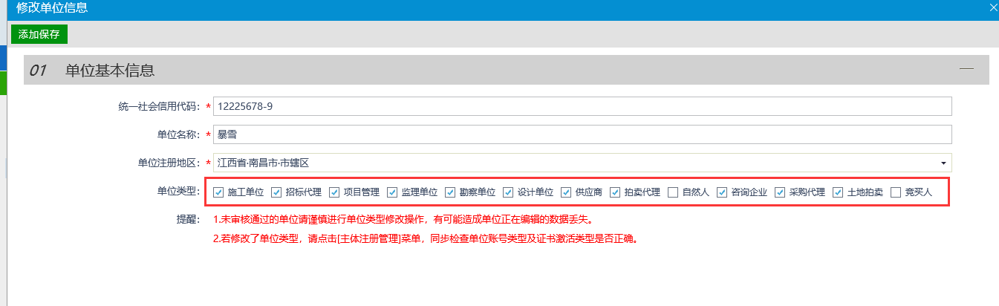 修改单位信息
添加保存
01 单位基本信息
统一社会信用代码： * 12225678-9
单位名称： * 暴雪
单位注册地区： * 江西省·南昌市·市辖区
单位类型： 施工单位 招标代理 项目管理 监理单位 勘察单位 设计单位 供应商 拍卖代理 自然人 咨询企业 采购代理 土地拍卖 竞买人
提醒： 1.未审核通过的单位请谨慎进行单位类型修改操作，有可能造成单位正在编辑的数据丢失。
2.若修改了单位类型，请点击[主体注册管理]菜单，同步检查单位账号类型及证书激活类型是否正确。